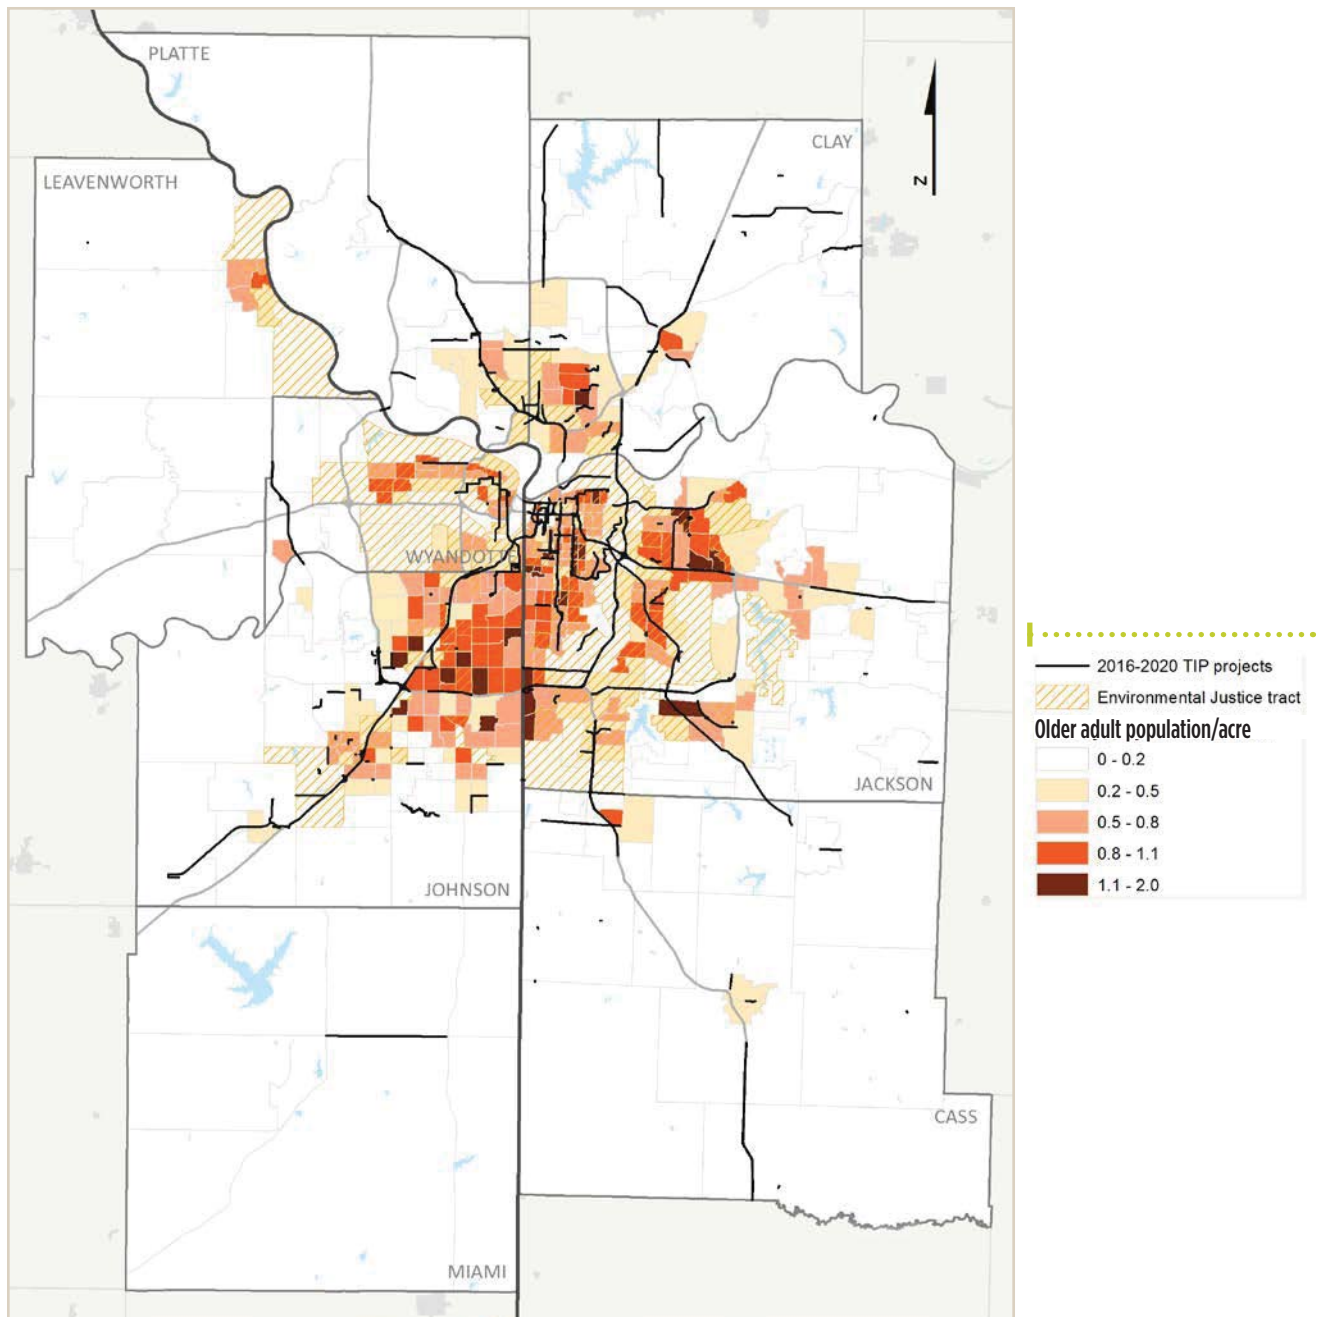 PLATTE
CLAY
LEAVENWORTH
N
WYANDOTTE
JACKSON
JOHNSON
CASS
MIAMI
2016-2020 TIP projects
Environmental Justice tract
Older adult population/acre
0 - 0.2
0.2 - 0.5
0.5 - 0.8
0.8 - 1.1
1.1 - 2.0